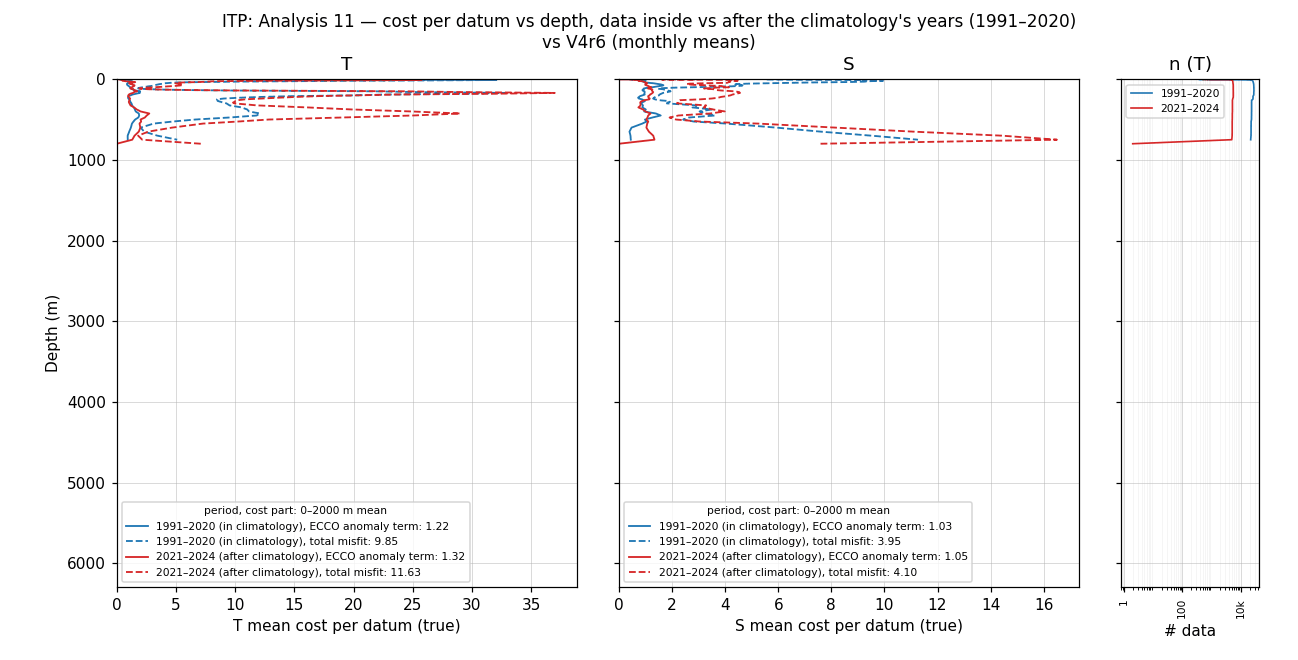 ITP: Analysis 11 — cost per datum vs depth, data inside vs after the climatology's years (1991–2020)
vs V4r6 (monthly means)
T
S
n (T)
0
1000
2000
3000
4000
5000
6000
Depth (m)
period, cost part: 0–2000 m mean
1991–2020 (in climatology), ECCO anomaly term: 1.22
1991–2020 (in climatology), total misfit: 9.85
2021–2024 (after climatology), ECCO anomaly term: 1.32
2021–2024 (after climatology), total misfit: 11.63
0 5 10 15 20 25 30 35
T mean cost per datum (true)
period, cost part: 0–2000 m mean
1991–2020 (in climatology), ECCO anomaly term: 1.03
1991–2020 (in climatology), total misfit: 3.95
2021–2024 (after climatology), ECCO anomaly term: 1.05
2021–2024 (after climatology), total misfit: 4.10
0 2 4 6 8 10 12 14 16
S mean cost per datum (true)
1991–2020
2021–2024
1 100 10k
# data